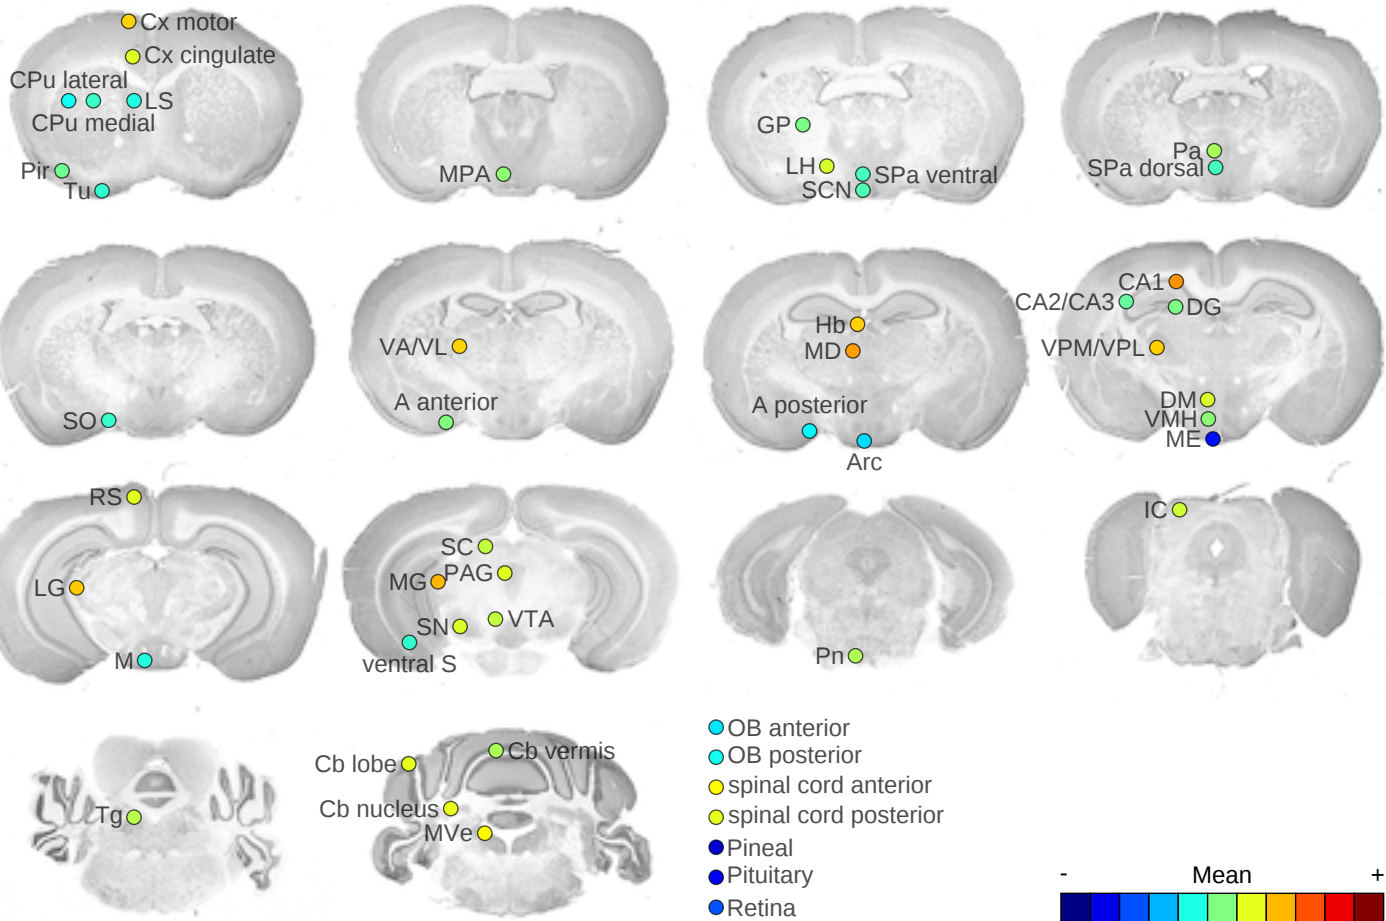 Cx motor
Cx cingulate
CPu lateral
LS
CPu medial
Pir
Tu
MPA
GP
LH
SPa ventral
SCN
Pa
SPa dorsal
SO
VA/VL
A anterior
Hb
MD
A posterior
Arc
CA1
CA2/CA3
DG
VPM/VPL
DM
VMH
ME
RS
LG
M
SC
PAG
MG
SN
VTA
ventral S
Pn
IC
Tg
Cb lobe
Cb vermis
Cb nucleus
MVe
OB anterior
OB posterior
spinal cord anterior
spinal cord posterior
Pineal
Pituitary
Retina
- Mean +